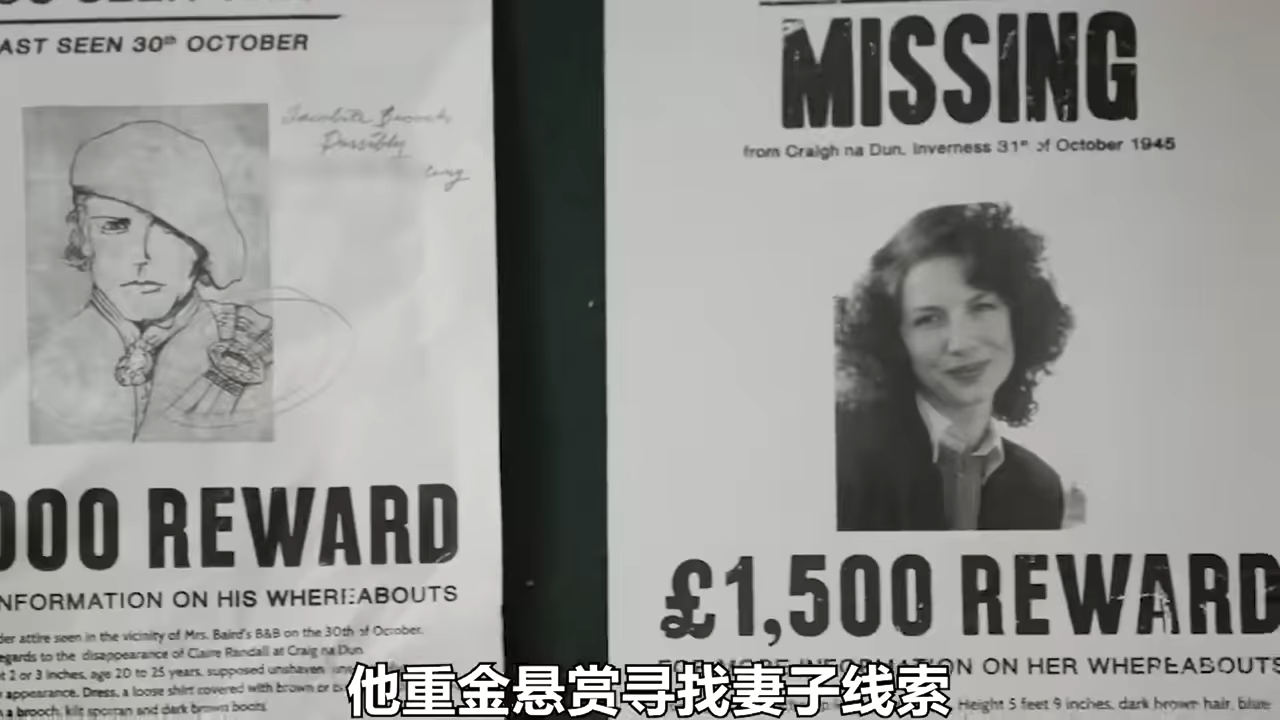 AST SEEN 30th OCTOBER
Possibly
000 REWARD
NFORMATION ON HIS WHEREABOUTS
der attire seen in the vicinity of Mrs. Baird's B&B on the 30th of October.
egards to the disappearance of Claire Randall at Craig na Dun
t 2 or 3 inches, age 20 to 25 years, supposed unshaven
appearance. Dress, a loose shirt covered with brown or
a brooch, kilt sporran and dark brown boots
MISSING
from Craigh na Dun, Inverness 31st of October 1945
£1,500 REWARD
FOR MORE INFORMATION ON HER WHEREABOUTS
Height 5 feet 9 inches, dark brown hair, blue
他重金悬赏寻找妻子线索